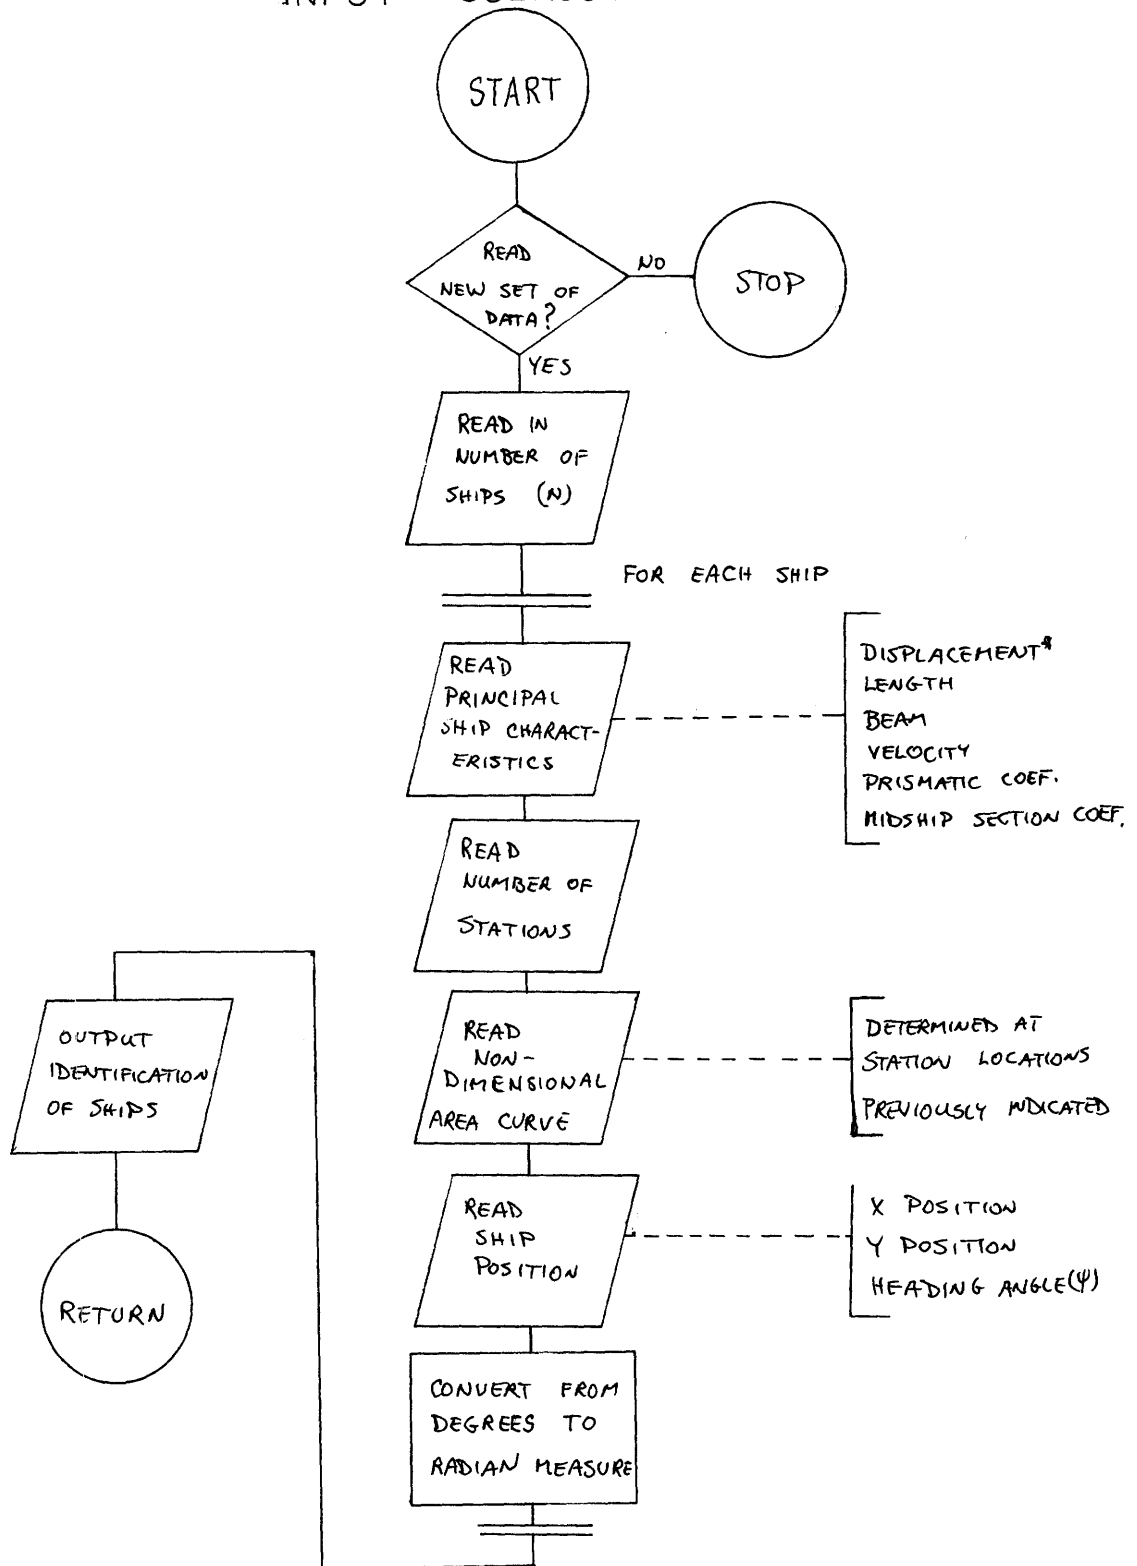 START
READ
NEW SET OF
DATA?
NO
STOP
YES
READ IN
NUMBER OF
SHIPS (N)
FOR EACH SHIP
READ
PRINCIPAL
SHIP CHARACT-
ERISTICS
DISPLACEMENT*
LENGTH
BEAM
VELOCITY
PRISMATIC COEF.
MIDSHIP SECTION COEF.
READ
NUMBER OF
STATIONS
READ
NON-
DIMENSIONAL
AREA CURVE
DETERMINED AT
STATION LOCATIONS
PREVIOUSLY INDICATED
READ
SHIP
POSITION
X POSITION
Y POSITION
HEADING ANGLE(Ψ)
CONVERT FROM
DEGREES TO
RADIAN MEASURE
OUTPUT
IDENTIFICATION
OF SHIPS
RETURN